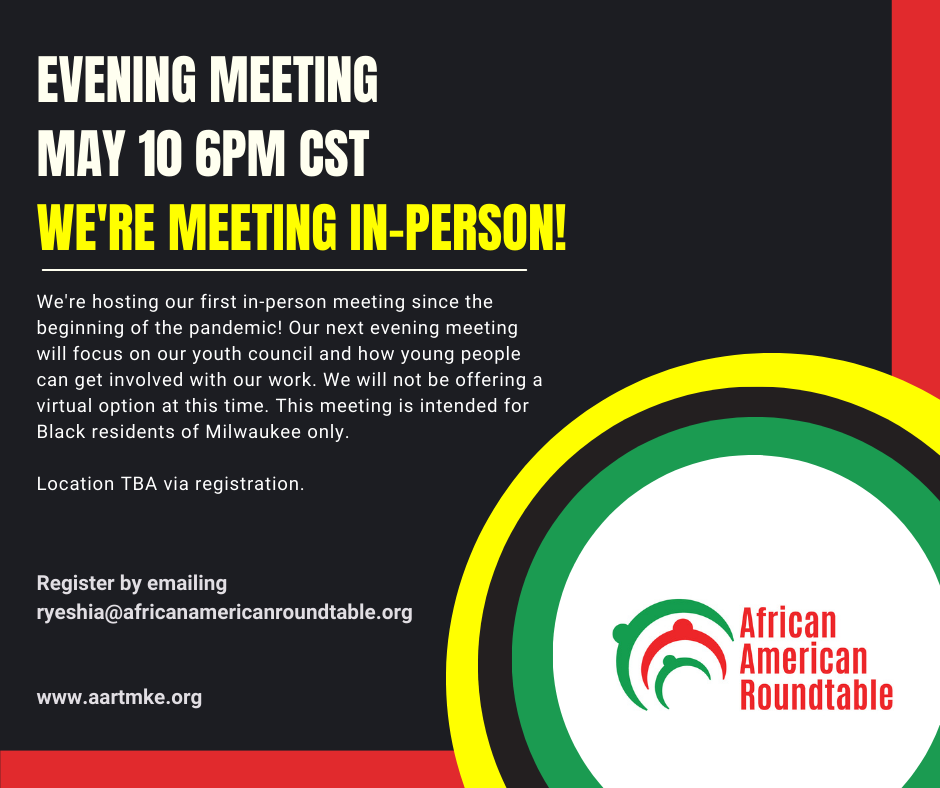 EVENING MEETING
MAY 10 6PM CST
WE'RE MEETING IN-PERSON!
We're hosting our first in-person meeting since the
beginning of the pandemic! Our next evening meeting
will focus on our youth council and how young people
can get involved with our work. We will not be offering a
virtual option at this time. This meeting is intended for
Black residents of Milwaukee only.
Location TBA via registration.
Register by emailing
ryeshia@africanamericanroundtable.org
www.aartmke.org
African
American
Roundtable